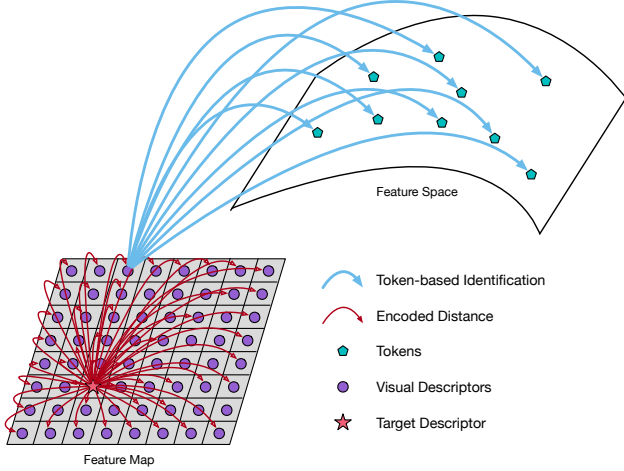 Feature Space
Token-based Identification
Encoded Distance
Tokens
Visual Descriptors
Target Descriptor
Feature Map